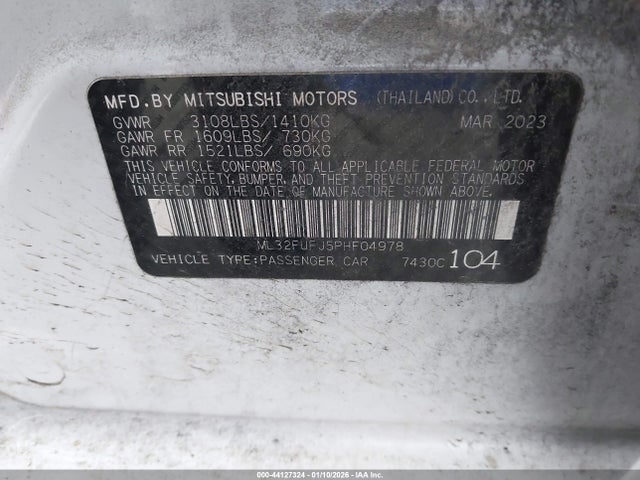 MFD.BY MITSUBISHI MOTORS (THAILAND)CO.,LTD.
GVWR 3108LBS/1410KG MAR 2023
GAWR FR 1609LBS/ 730KG
GAWR RR 1521LBS/ 690KG
THIS VEHICLE CONFORMS TO ALL APPLICABLE FEDERAL MOTOR
VEHICLE SAFETY, BUMPER, AND THEFT PREVENTION STANDARDS
IN EFFECT ON THE DATE OF MANUFACTURE SHOWN ABOVE.
ML32FUFJ5PHF04978
VEHICLE TYPE:PASSENGER CAR 7430C 104
000-44127324 | 01/10/2026 - IAA Holdings, LLC